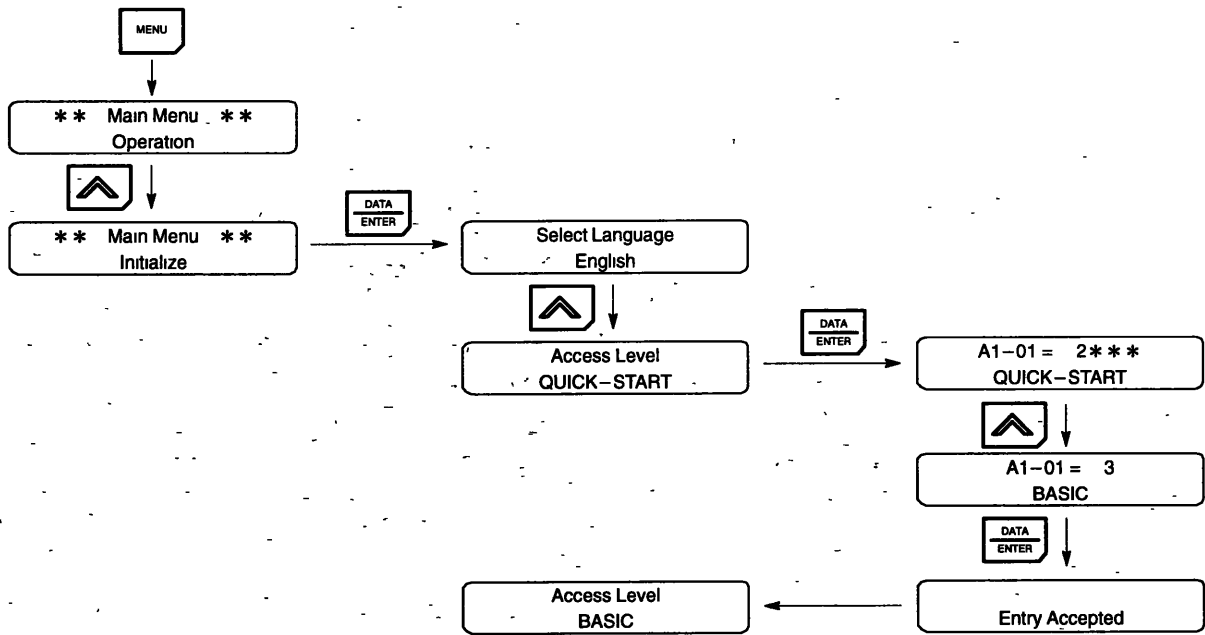 MENU
** Main Menu **
Operation
** Main Menu **
Initialize
DATA
ENTER
Select Language
English
Access Level
QUICK-START
DATA
ENTER
A1-01 = 2***
QUICK-START
A1-01 = 3
BASIC
DATA
ENTER
Entry Accepted
Access Level
BASIC